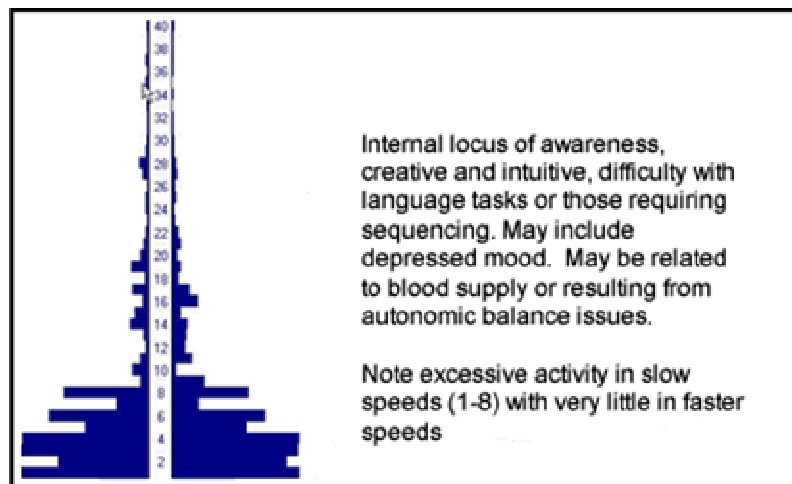 40
38
36
34
32
30
28
26
24
22
20
18
16
14
12
10
8
6
4
2
Internal locus of awareness,
creative and intuitive, difficulty with
language tasks or those requiring
sequencing. May include
depressed mood. May be related
to blood supply or resulting from
autonomic balance issues.
Note excessive activity in slow
speeds (1-8) with very little in faster
speeds